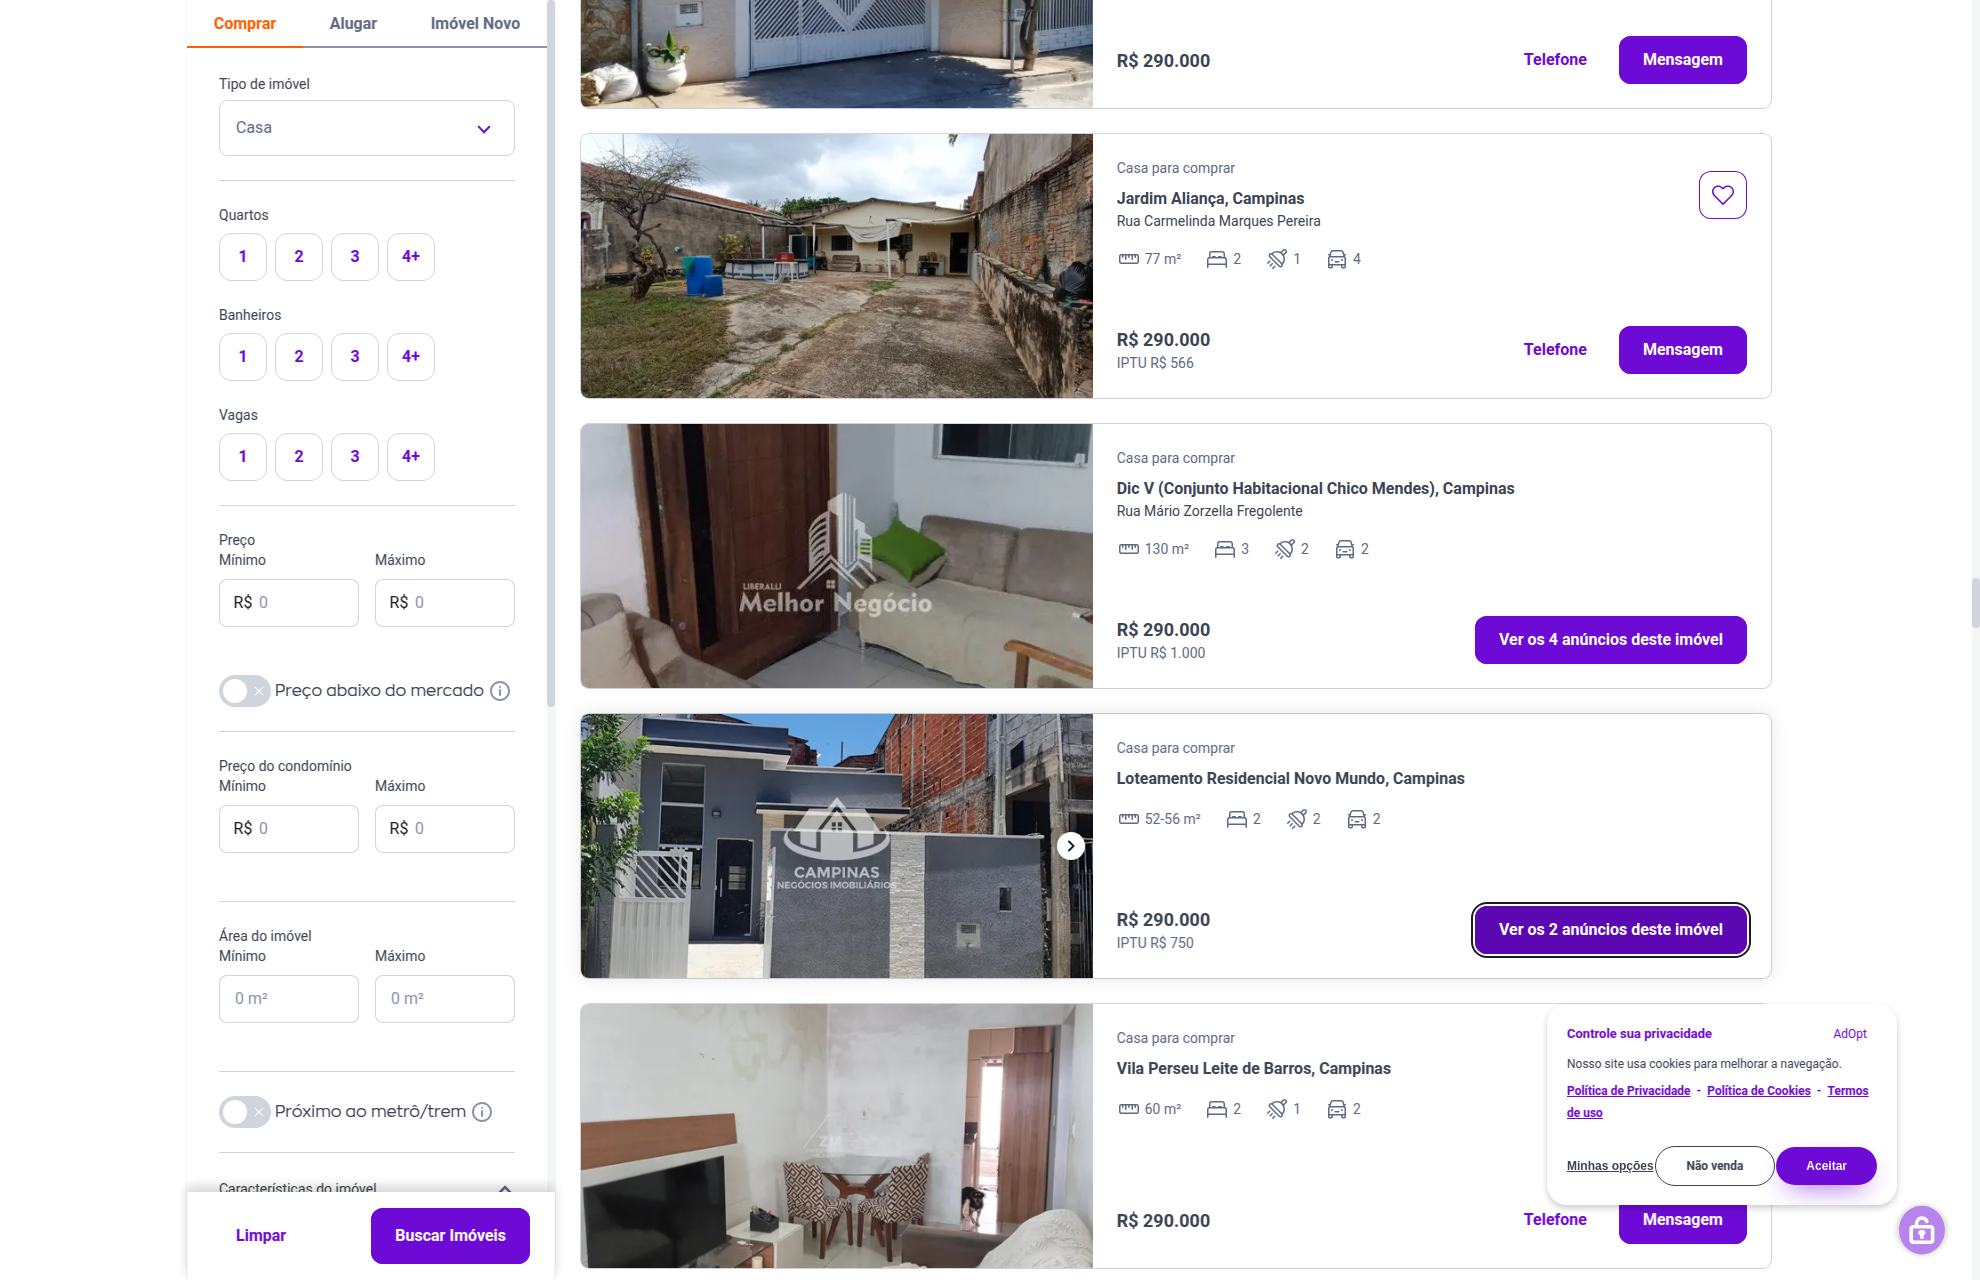 Comprar
Alugar
Imóvel Novo
Tipo de imóvel
Casa
Quartos
1
2
3
4+
Banheiros
1
2
3
4+
Vagas
1
2
3
4+
Preço
Mínimo
Máximo
R$ 0
R$ 0
Preço abaixo do mercado
Preço do condomínio
Mínimo
Máximo
R$ 0
R$ 0
Área do imóvel
Mínimo
Máximo
0 m²
0 m²
Próximo ao metrô/trem
Características do imóvel
Limpar
Buscar Imóveis
R$ 290.000
Telefone
Mensagem
Casa para comprar
Jardim Aliança, Campinas
Rua Carmelinda Marques Pereira
77 m²
2
1
4
R$ 290.000
IPTU R$ 566
Telefone
Mensagem
LIBERALLI
Melhor Negócio
Casa para comprar
Dic V (Conjunto Habitacional Chico Mendes), Campinas
Rua Mário Zorzella Fregolente
130 m²
3
2
2
R$ 290.000
IPTU R$ 1.000
Ver os 4 anúncios deste imóvel
CAMPINAS
NEGÓCIOS IMOBILIÁRIOS
Casa para comprar
Loteamento Residencial Novo Mundo, Campinas
52-56 m²
2
2
2
R$ 290.000
IPTU R$ 750
Ver os 2 anúncios deste imóvel
ZM
Casa para comprar
Vila Perseu Leite de Barros, Campinas
60 m²
2
1
2
R$ 290.000
Telefone
Mensagem
Controle sua privacidade
AdOpt
Nosso site usa cookies para melhorar a navegação.
Política de Privacidade - Política de Cookies - Termos
de uso
Minhas opções
Não venda
Aceitar